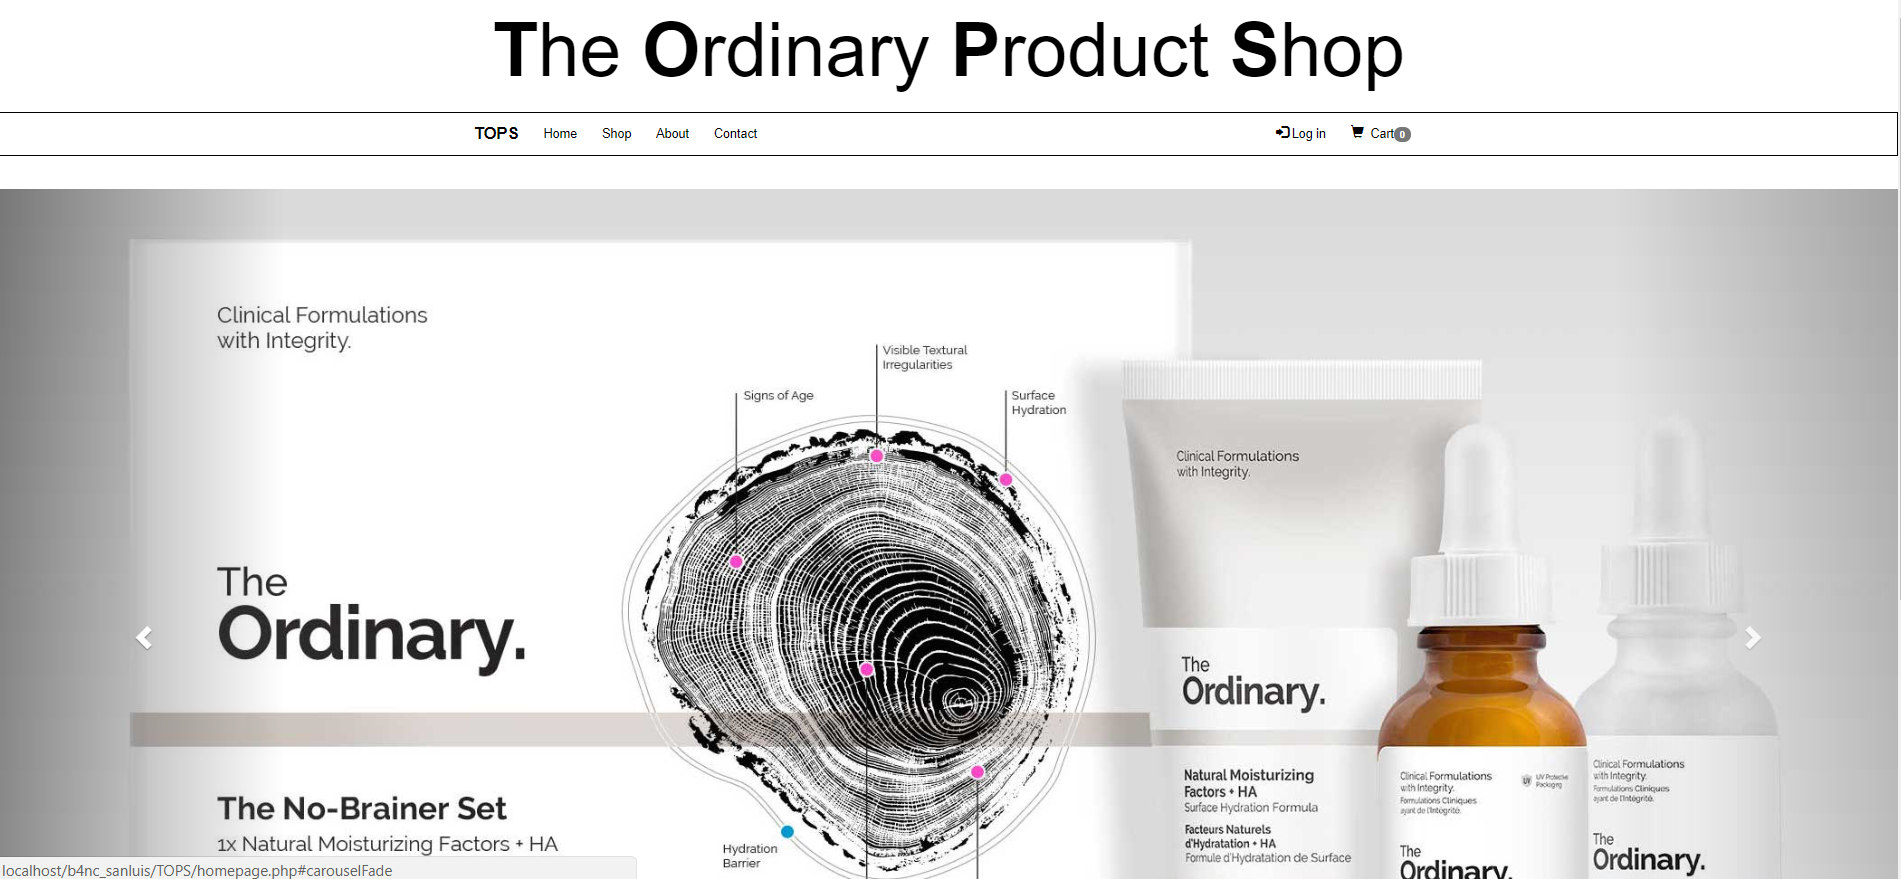 The Ordinary Product Shop
TOPS Home Shop About Contact Log in Cart 0
Clinical Formulations
with Integrity.
Visible Textural
Irregularities
Signs of Age
Surface
Hydration
The
Ordinary.
The No-Brainer Set
1x Natural Moisturizing Factors + HA
Hydration
Barrier
Clinical Formulations
with Integrity.
The
Ordinary.
Natural Moisturizing
Factors + HA
Surface Hydration Formula
Facteurs Naturels
d'Hydratation + HA
Formule d'Hydratation de Surface
Clinical Formulations
with Integrity.
Formulations Cliniques
ayant de l'Intégrité.
UV
UV Protective
Packaging
The
Ordinary.
Clinical Formulations
with Integrity.
Formulations Cliniques
ayant de l'Intégrité.
The
Ordinary.
localhost/b4nc_sanluis/TOPS/homepage.php#carouselFade